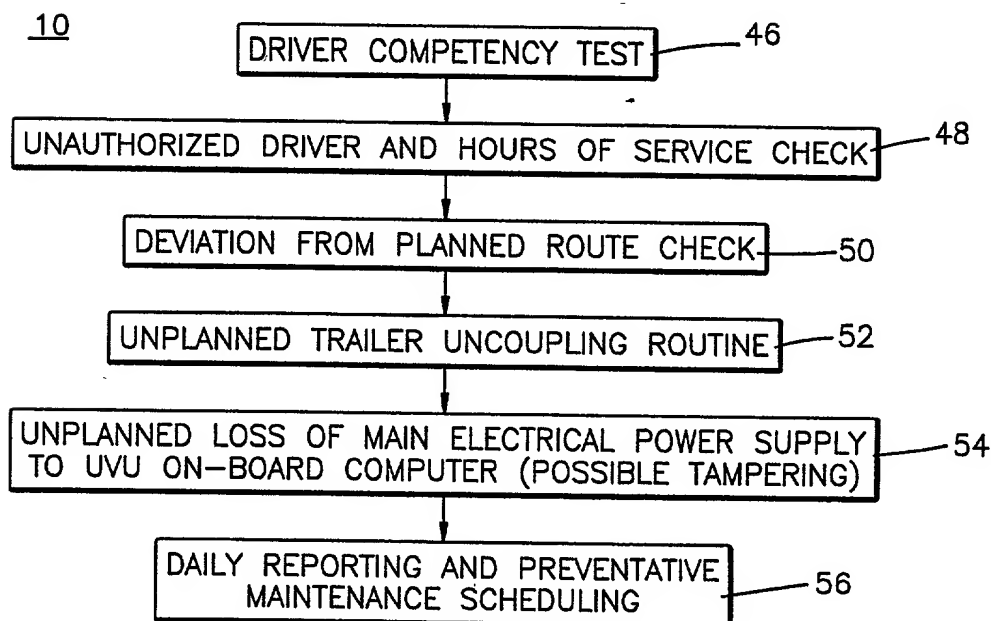 10
DRIVER COMPETENCY TEST
46
UNAUTHORIZED DRIVER AND HOURS OF SERVICE CHECK
48
DEVIATION FROM PLANNED ROUTE CHECK
50
UNPLANNED TRAILER UNCOUPLING ROUTINE
52
UNPLANNED LOSS OF MAIN ELECTRICAL POWER SUPPLY
TO UVU ON-BOARD COMPUTER (POSSIBLE TAMPERING)
54
DAILY REPORTING AND PREVENTATIVE
MAINTENANCE SCHEDULING
56